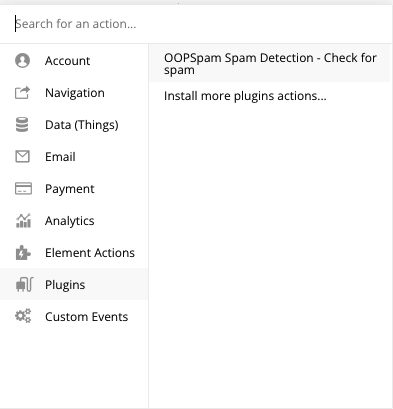 Search for an action...
Account
Navigation
Data (Things)
Email
Payment
Analytics
Element Actions
Plugins
Custom Events
OOPSpam Spam Detection - Check for
spam
Install more plugins actions...